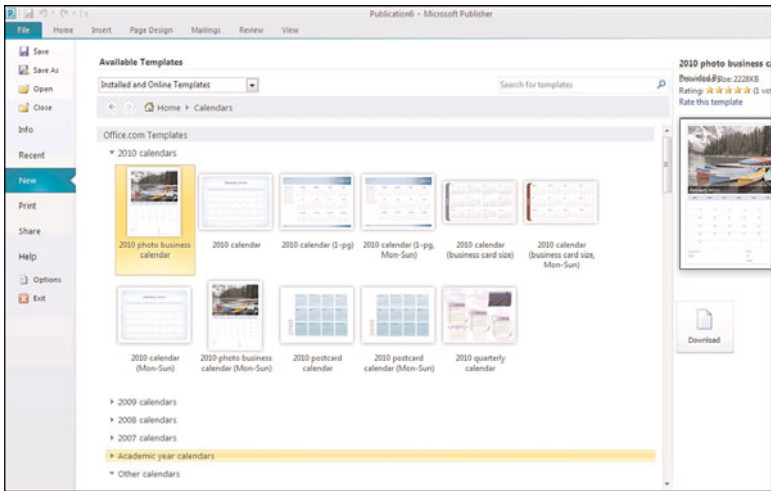 Publication6 - Microsoft Publisher
File Home Insert Page Design Mailings Review View
Save
Save As
Open
Close
Info
Recent
New
Print
Share
Help
Options
Exit
Available Templates
Installed and Online Templates
Search for templates
Home Calendars
Office.com Templates
2010 calendars
2010 photo business
calendar
2010 calendar
2010 calendar (1-pg)
2010 calendar (1-pg,
Mon-Sun)
2010 calendar
(business card size)
2010 calendar
(business card size,
Mon-Sun)
2010 calendar
(Mon-Sun)
2010 photo business
calendar (Mon-Sun)
2010 postcard
calendar
2010 postcard
calendar (Mon-Sun)
2010 quarterly
calendar
2009 calendars
2008 calendars
2007 calendars
Academic year calendars
Other calendars
2010 photo business ca
Size: 2228KB
Rating: (1 vot
Rate this template
Download